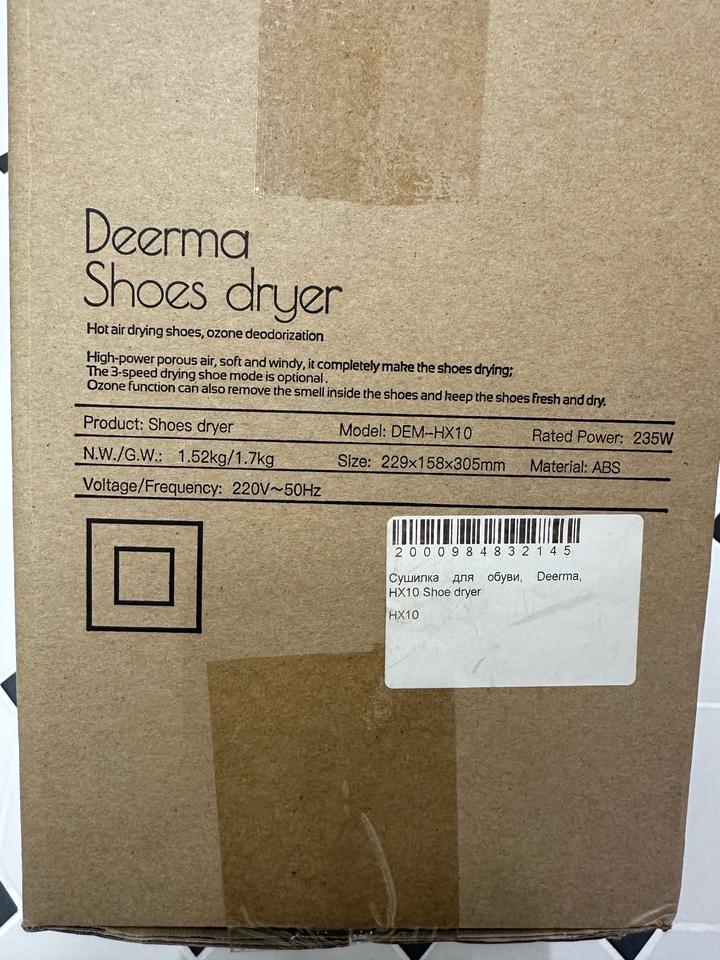 Deerma
Shoes dryer
Hot air drying shoes, ozone deodorization
High-power porous air, soft and windy, it completely make the shoes drying;
The 3-speed drying shoe mode is optional.
Ozone function can also remove the smell inside the shoes and keep the shoes fresh and dry.
Product: Shoes dryer Model: DEM-HX10 Rated Power: 235W
N.W./G.W.: 1.52kg/1.7kg Size: 229×158×305mm Material: ABS
Voltage/Frequency: 220V~50Hz
2000984832145
Сушилка для обуви, Deerma,
HX10 Shoe dryer
HX10